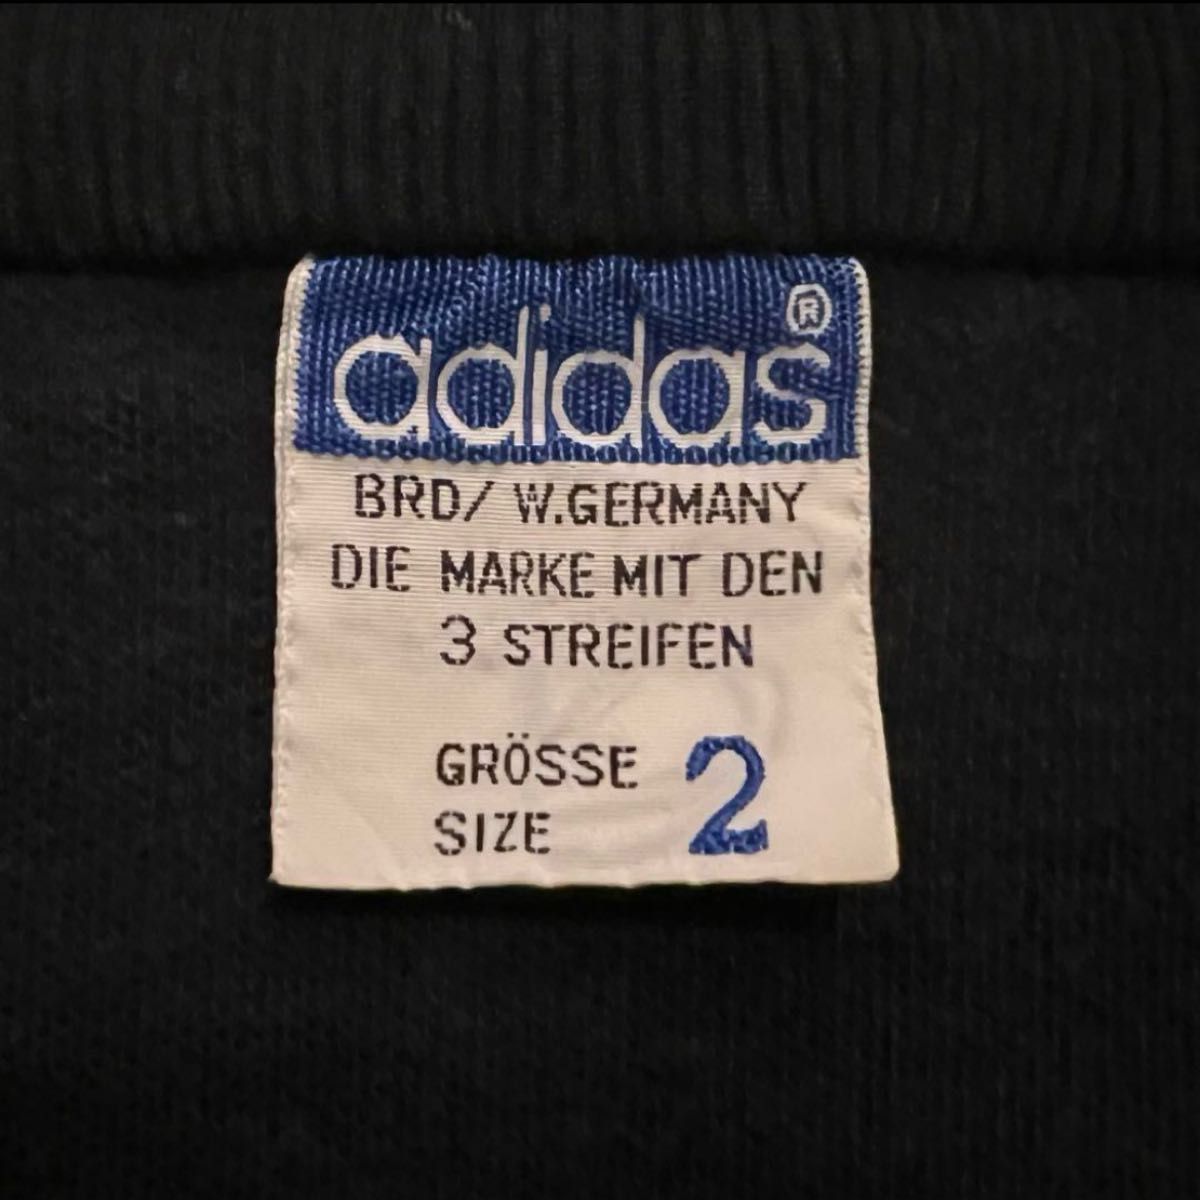 adidas®
BRD/ W.GERMANY
DIE MARKE MIT DEN
3 STREIFEN
GRÖSSE 2
SIZE